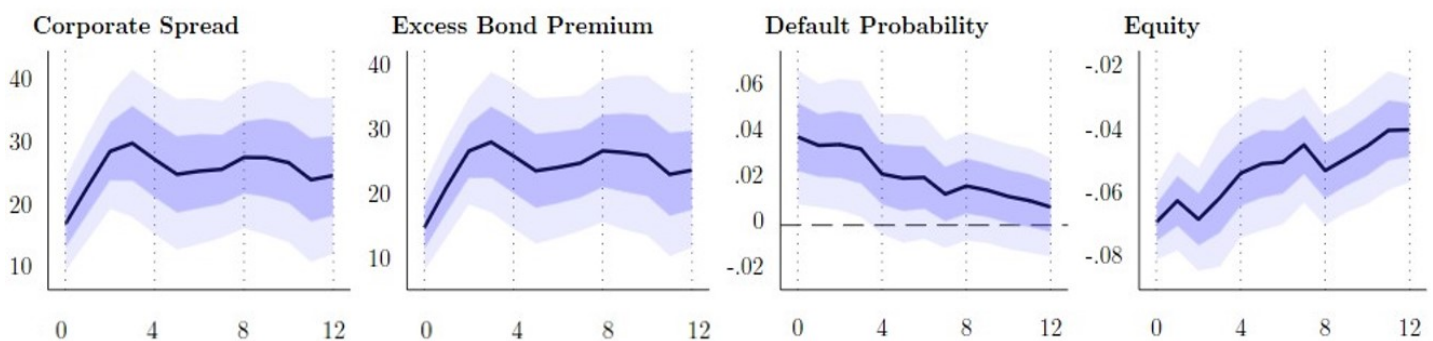 Corporate Spread
40
30
20
10
0 4 8 12
Excess Bond Premium
40
30
20
10
0 4 8 12
Default Probability
.06
.04
.02
0
-.02
0 4 8 12
Equity
-.02
-.04
-.06
-.08
0 4 8 12